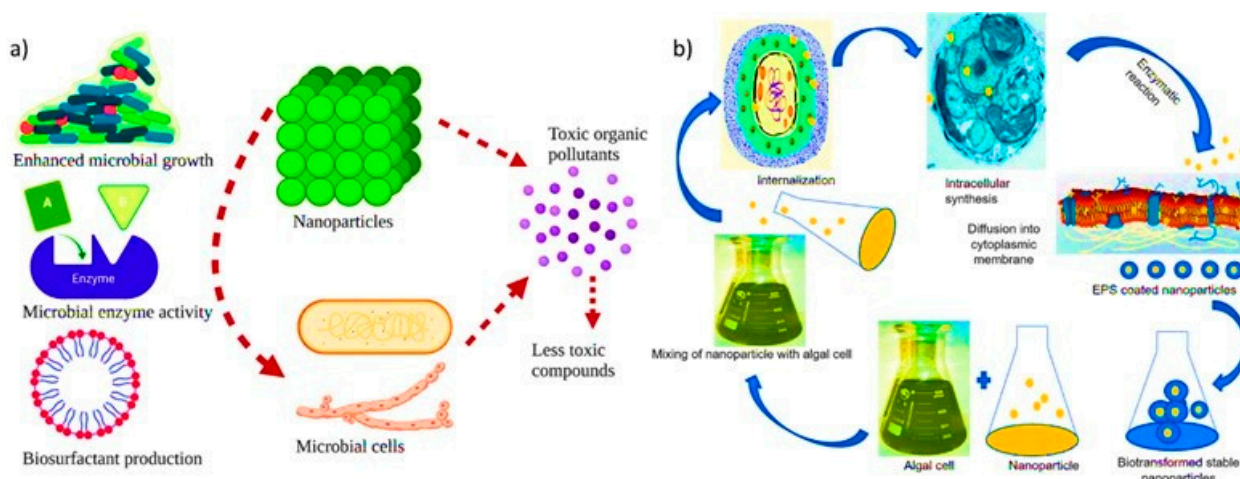 a)
Enhanced microbial growth
A
B
Enzyme
Microbial enzyme activity
Biosurfactant production
Nanoparticles
Microbial cells
Toxic organic
pollutants
Less toxic
compounds
b)
Internalization
Intracellular
synthesis
Enzymatic
reaction
Diffusion into
cytoplasmic
membrane
EPS coated nanoparticles
Mixing of nanoparticle with algal cell
Algal cell
Nanoparticle
Biotransformed stable
nanoparticles